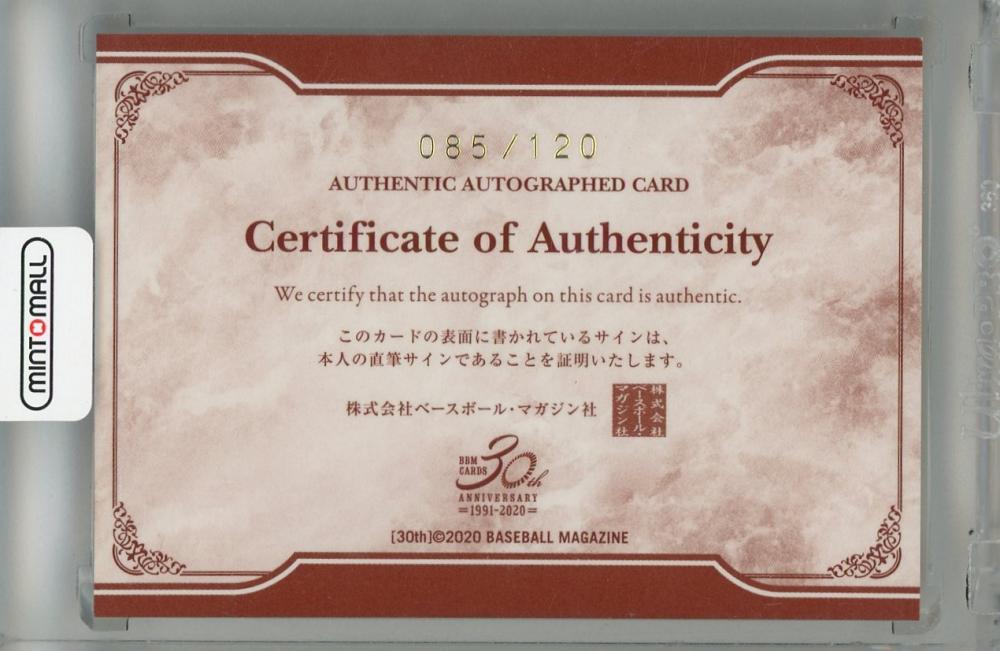 085/120
AUTHENTIC AUTOGRAPHED CARD
Certificate of Authenticity
We certify that the autograph on this card is authentic.
このカードの表面に書かれているサインは、
本人の直筆サインであることを証明いたします。
株式会社ベースボール・マガジン社
株式会社
ベースボール・
マガジン社
BBM
CARDS
30th
ANNIVERSARY
=1991-2020=
[30th]©2020 BASEBALL MAGAZINE
MINTOMALL